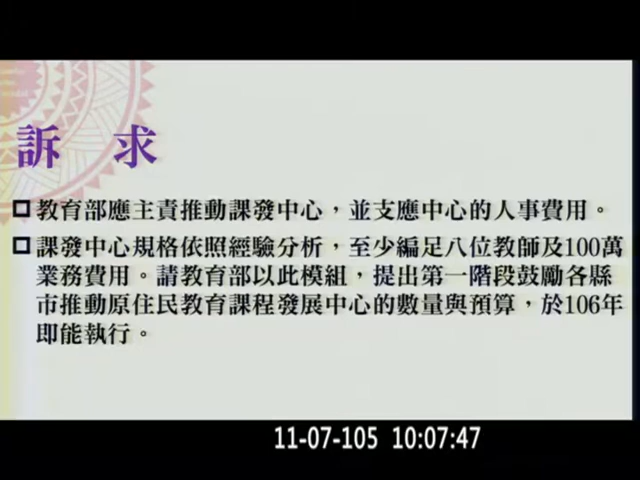 訴 求
教育部應主責推動課發中心，並支應中心的人事費用。
課發中心規格依照經驗分析，至少編足八位教師及100萬
業務費用。請教育部以此模組，提出第一階段鼓勵各縣
市推動原住民教育課程發展中心的數量與預算，於106年
即能執行。
11-07-105 10:07:47